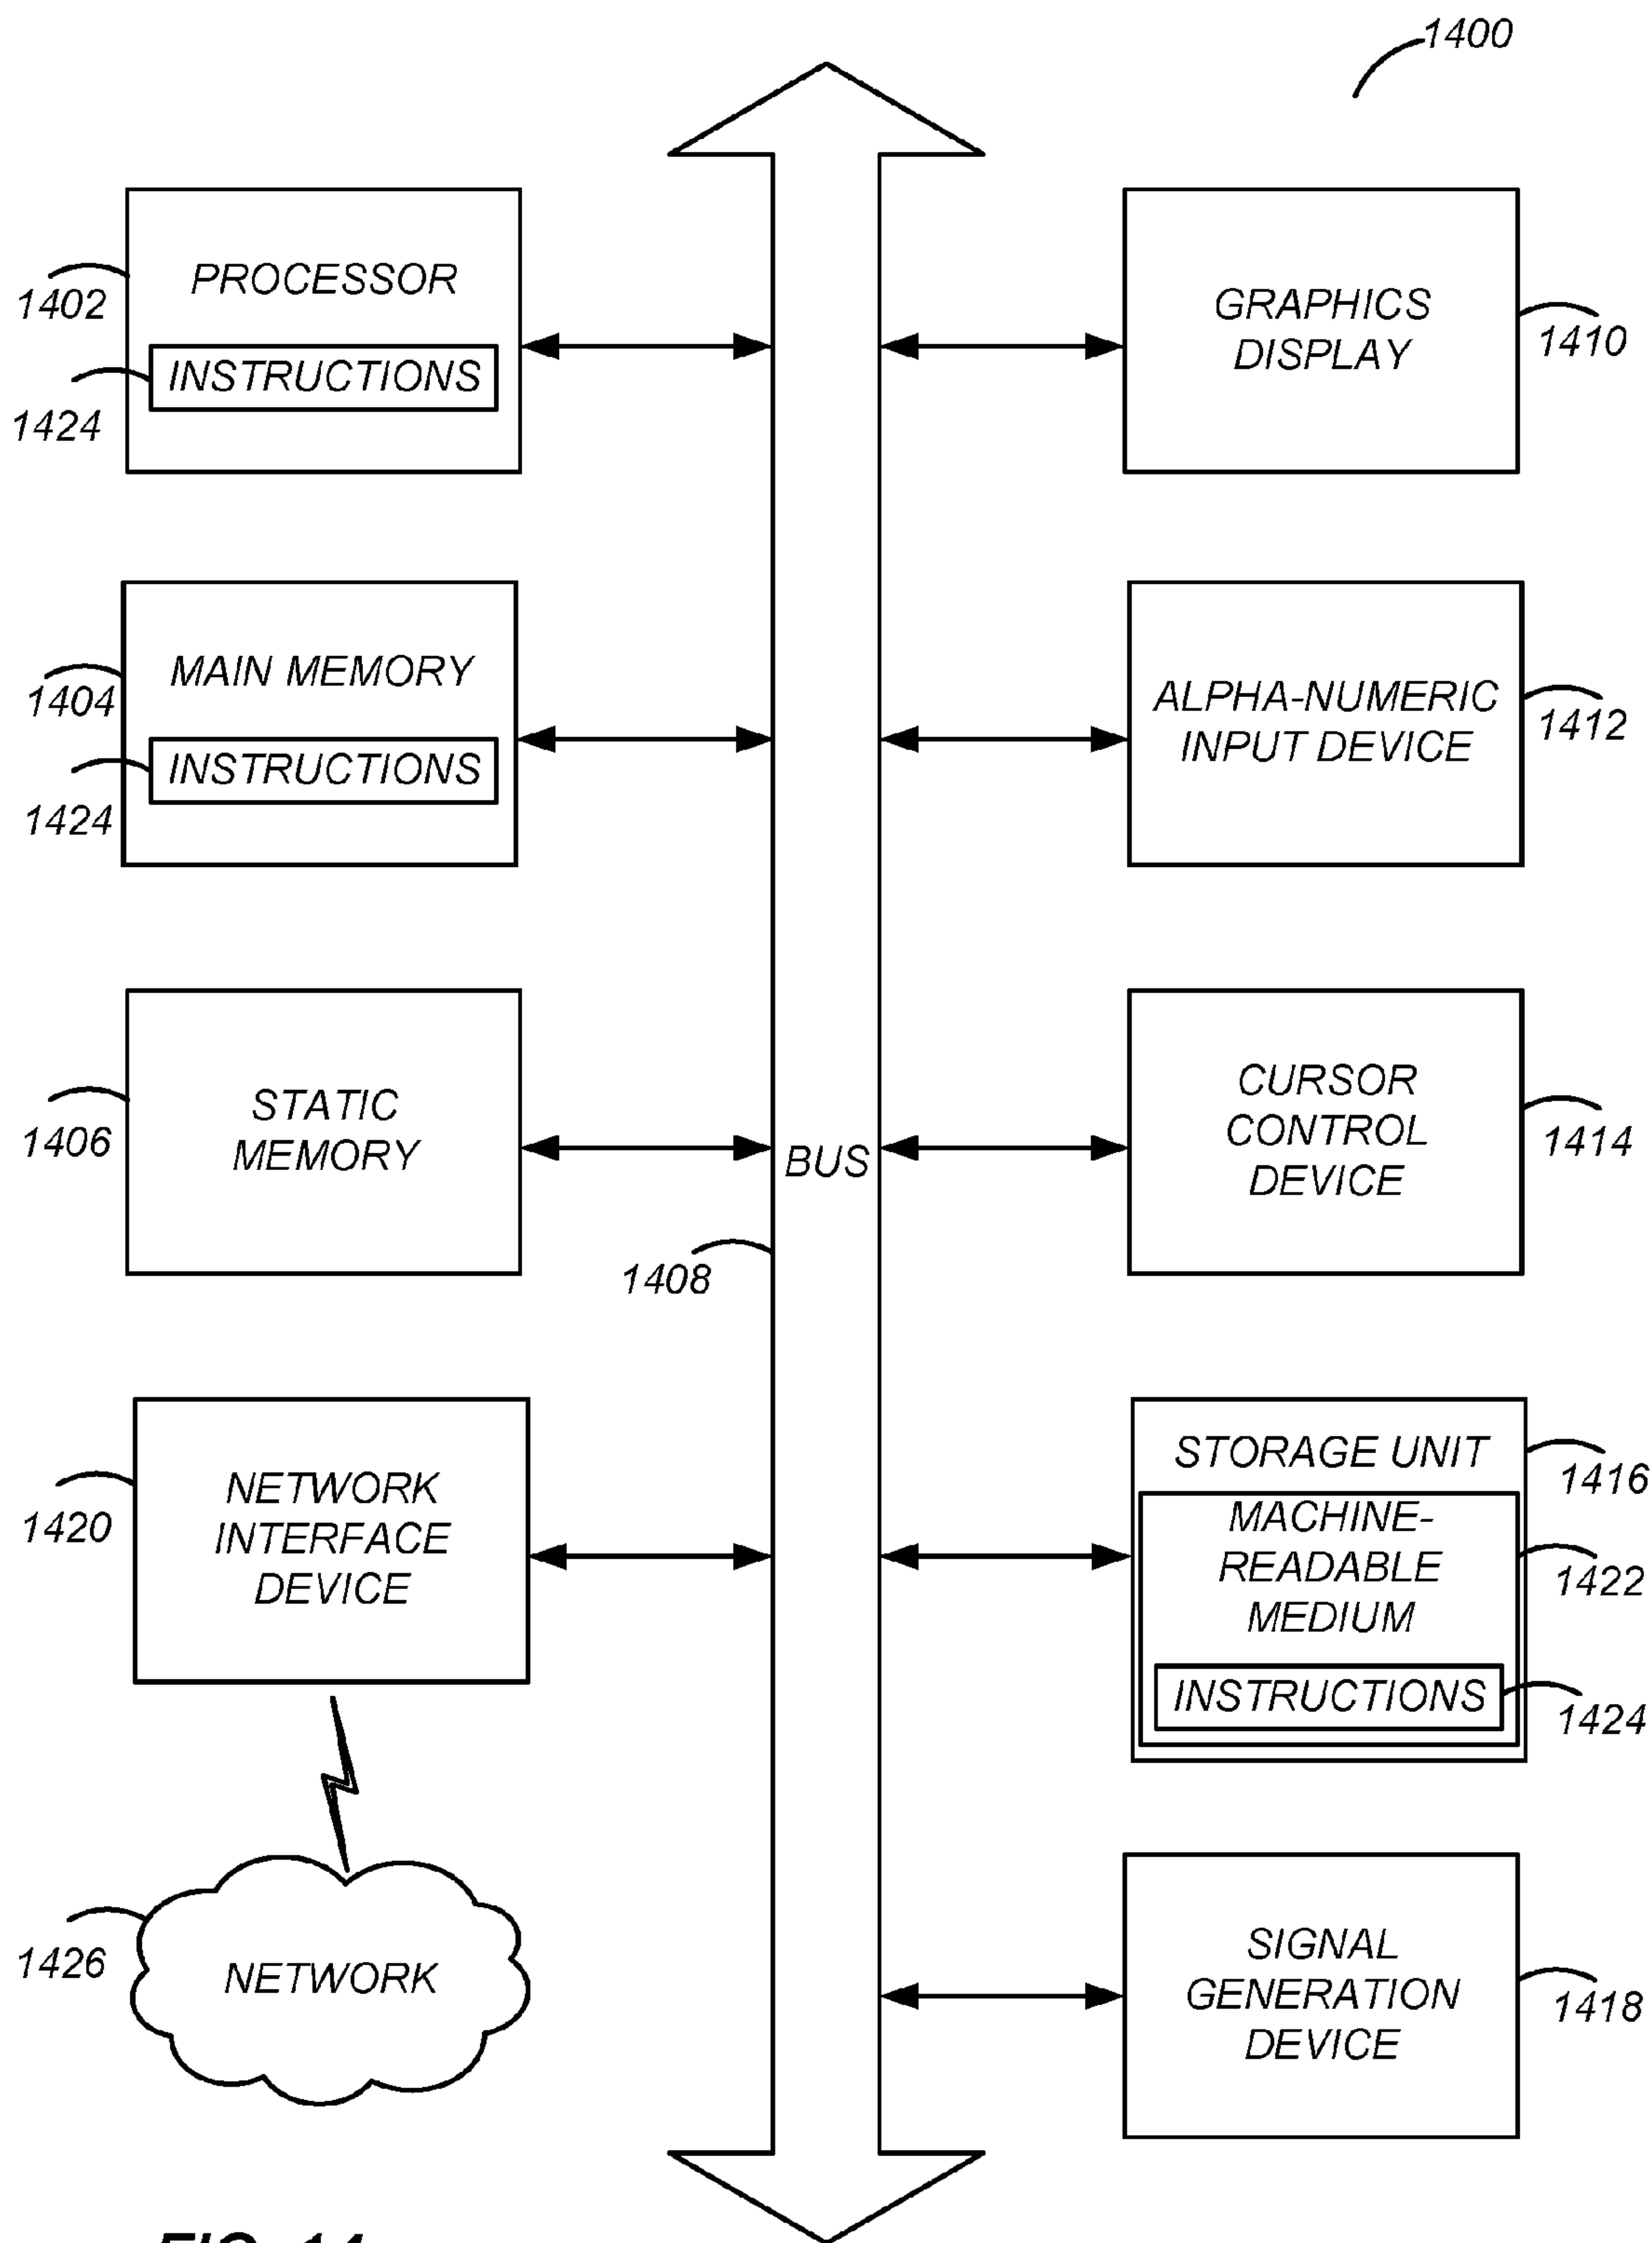 1400
PROCESSOR
1402
INSTRUCTIONS
1424
GRAPHICS
DISPLAY
1410
MAIN MEMORY
1404
INSTRUCTIONS
1424
ALPHA-NUMERIC
INPUT DEVICE
1412
STATIC
MEMORY
1406
BUS
1408
CURSOR
CONTROL
DEVICE
1414
NETWORK
INTERFACE
DEVICE
1420
STORAGE UNIT
1416
MACHINE-
READABLE
MEDIUM
1422
INSTRUCTIONS
1424
NETWORK
1426
SIGNAL
GENERATION
DEVICE
1418
FIG. 14